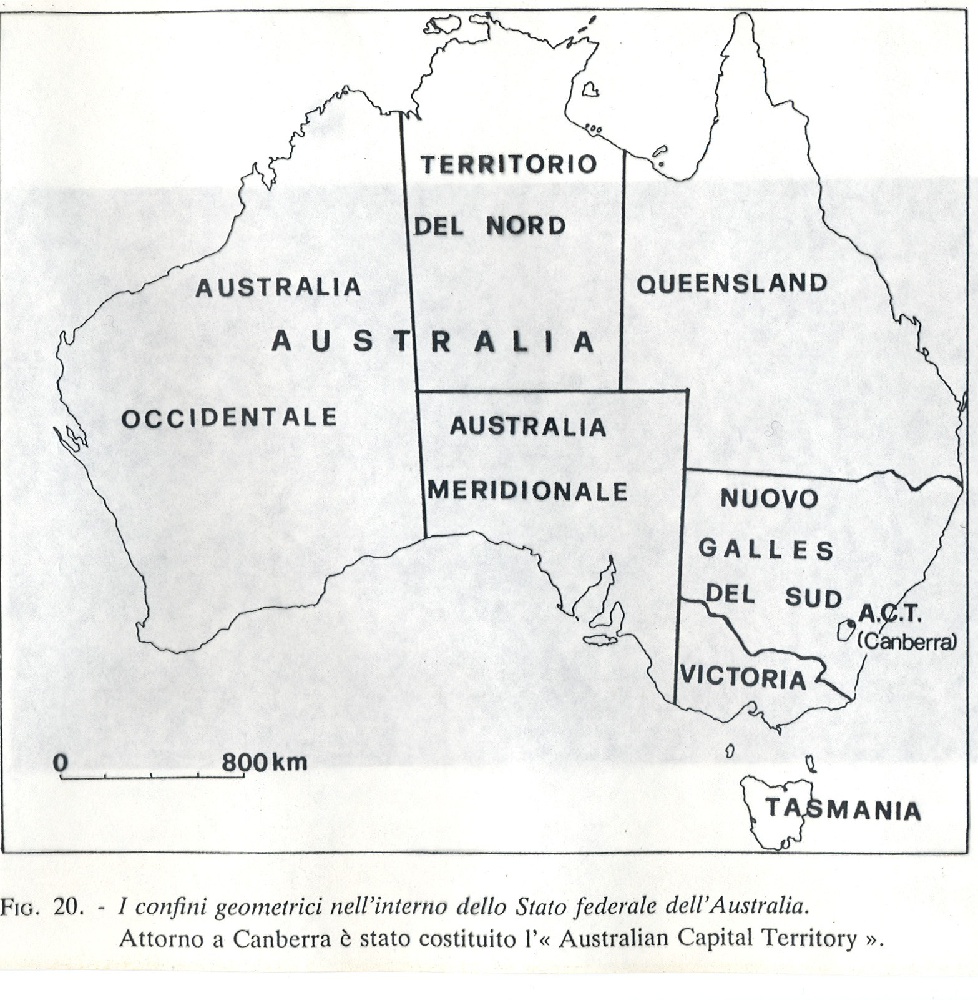 TERRITORIO
DEL NORD
AUSTRALIA
QUEENSLAND
AUSTRALIA
OCCIDENTALE
AUSTRALIA
MERIDIONALE
NUOVO
GALLES
DEL SUD
A.C.T.
(Canberra)
VICTORIA
0 800 km
TASMANIA
FIG. 20. - I confini geometrici nell'interno dello Stato federale dell'Australia.
Attorno a Canberra è stato costituito l'« Australian Capital Territory ».